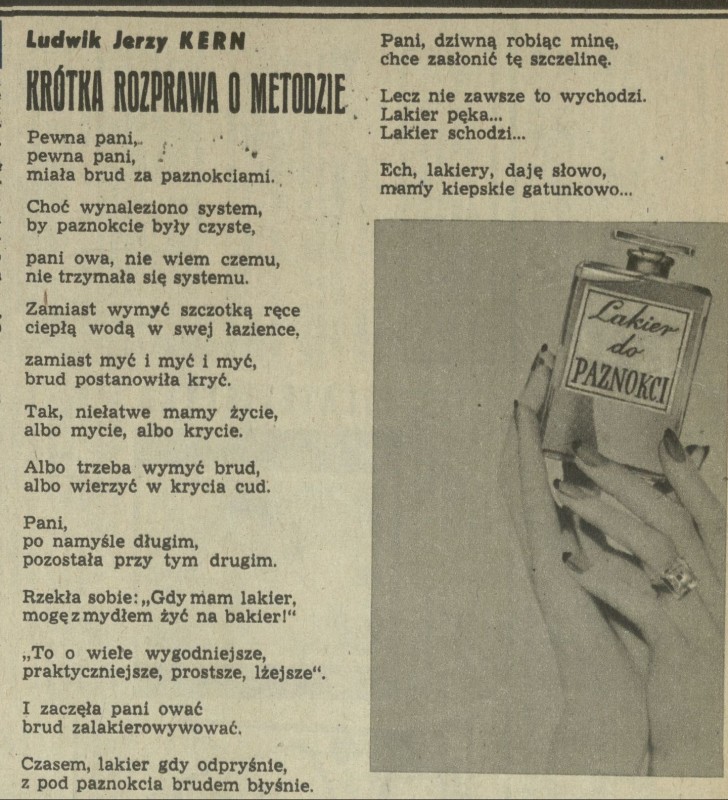 Ludwik Jerzy KERN
KRÓTKA ROZPRAWA O METODZIE
Pewna pani,
pewna pani,
miała brud za paznokciami.
Choć wynaleziono system,
by paznokcie były czyste,
pani owa, nie wiem czemu,
nie trzymała się systemu.
Zamiast wymyć szczotką ręce
ciepłą wodą w swej łazience,
zamiast myć i myć i myć,
brud postanowiła kryć.
Tak, niełatwe mamy życie,
albo mycie, albo krycie.
Albo trzeba wymyć brud,
albo wierzyć w krycia cud.
Pani,
po namyśle długim,
pozostała przy tym drugim.
Rzekła sobie: „Gdy mam lakier,
mogę z mydłem żyć na bakier!"
„To o wiele wygodniejsze,
praktyczniejsze, prostsze, lżejsze".
I zaczęła pani ować
brud zalakierowywować.
Czasem, lakier gdy odpryśnie,
z pod paznokcia brudem błyśnie.
Pani, dziwną robiąc minę,
chce zasłonić tę szczelinę.
Lecz nie zawsze to wychodzi.
Lakier pęka...
Lakier schodzi...
Ech, lakiery, daję słowo,
mamy kiepskie gatunkowo...
Lakier
do
PAZNOKCI